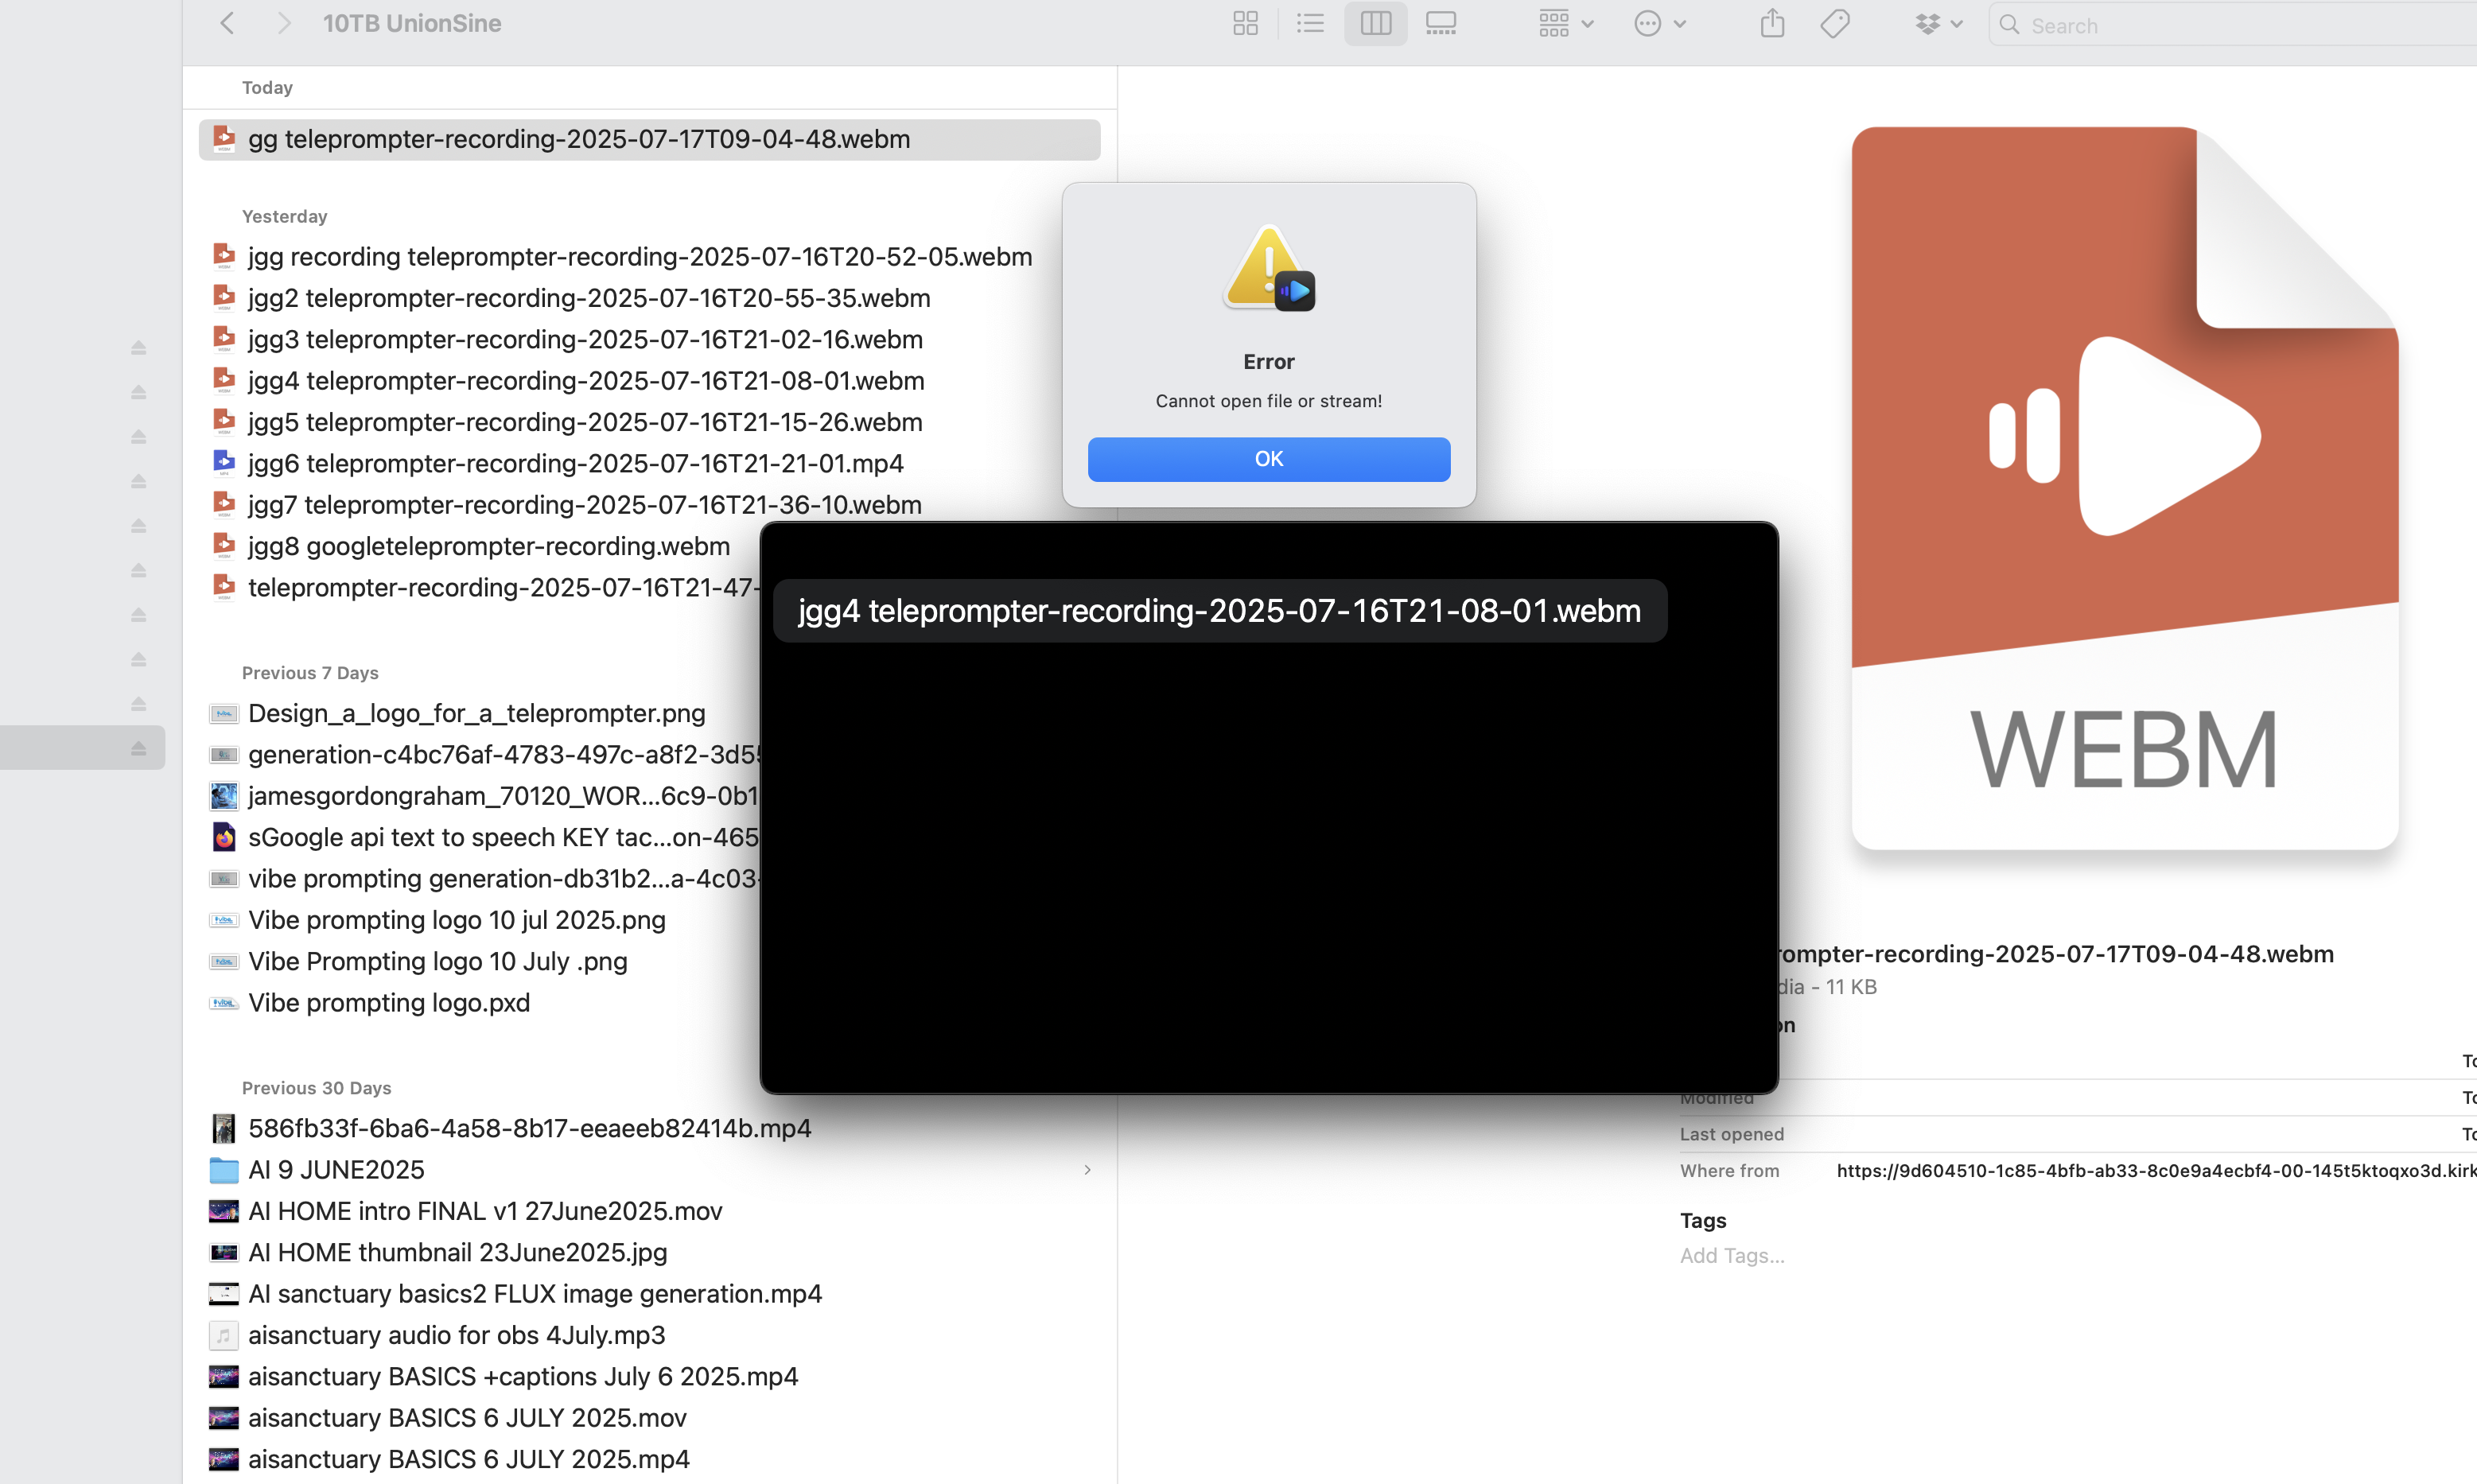 10TB UnionSine
Search
Today
gg teleprompter-recording-2025-07-17T09-04-48.webm
Yesterday
jgg recording teleprompter-recording-2025-07-16T20-52-05.webm
jgg2 teleprompter-recording-2025-07-16T20-55-35.webm
jgg3 teleprompter-recording-2025-07-16T21-02-16.webm
jgg4 teleprompter-recording-2025-07-16T21-08-01.webm
jgg5 teleprompter-recording-2025-07-16T21-15-26.webm
jgg6 teleprompter-recording-2025-07-16T21-21-01.mp4
jgg7 teleprompter-recording-2025-07-16T21-36-10.webm
jgg8 googleteleprompter-recording.webm
teleprompter-recording-2025-07-16T21-47-
Previous 7 Days
Design_a_logo_for_a_teleprompter.png
generation-c4bc76af-4783-497c-a8f2-3d55
jamesgordongraham_70120_WOR...6c9-0b1
sGoogle api text to speech KEY tac...on-465
vibe prompting generation-db31b2...a-4c03-
Vibe prompting logo 10 jul 2025.png
Vibe Prompting logo 10 July .png
Vibe prompting logo.pxd
Previous 30 Days
586fb33f-6ba6-4a58-8b17-eeaeeb82414b.mp4
AI 9 JUNE2025
AI HOME intro FINAL v1 27June2025.mov
AI HOME thumbnail 23June2025.jpg
AI sanctuary basics2 FLUX image generation.mp4
aisanctuary audio for obs 4July.mp3
aisanctuary BASICS +captions July 6 2025.mp4
aisanctuary BASICS 6 JULY 2025.mov
aisanctuary BASICS 6 JULY 2025.mp4
Error
Cannot open file or stream!
OK
jgg4 teleprompter-recording-2025-07-16T21-08-01.webm
WEBM
rompter-recording-2025-07-17T09-04-48.webm
dia - 11 KB
on
To
Modified To
Last opened To
Where from https://9d604510-1c85-4bfb-ab33-8c0e9a4ecbf4-00-145t5ktoqxo3d.kirk
Tags
Add Tags...